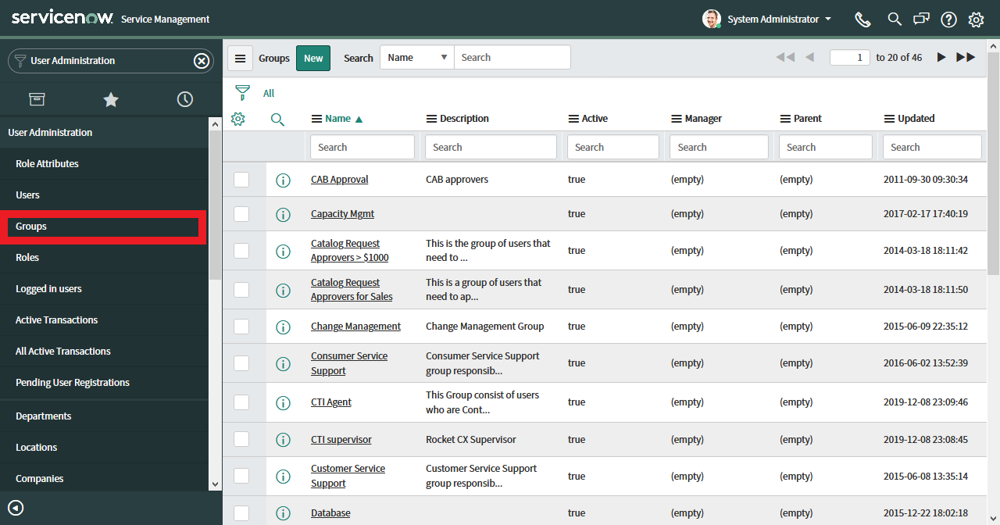 servicenow Service Management
System Administrator
User Administration
User Administration
Role Attributes
Users
Groups
Roles
Logged in users
Active Transactions
All Active Transactions
Pending User Registrations
Departments
Locations
Companies
Groups New Search Name Search 1 to 20 of 46
All
Name Description Active Manager Parent Updated
Search Search Search Search Search Search
CAB Approval CAB approvers true (empty) (empty) 2011-09-30 09:30:34
Capacity Mgmt true (empty) (empty) 2017-02-17 17:40:19
Catalog Request This is the group of users that
Approvers > $1000 need to ... true (empty) (empty) 2014-03-18 18:11:42
Catalog Request This is a group of users that
Approvers for Sales need to ap... true (empty) (empty) 2014-03-18 18:11:50
Change Management Change Management Group true (empty) (empty) 2015-06-09 22:35:12
Consumer Service Consumer Service Support
Support group responsib... true (empty) (empty) 2016-06-02 13:52:39
CTI Agent This Group consist of users
who are Cont... true (empty) (empty) 2019-12-08 23:09:46
CTI supervisor Rocket CX Supervisor true (empty) (empty) 2019-12-08 23:08:45
Customer Service Customer Service Support
Support group responsib... true (empty) (empty) 2015-06-08 13:35:14
Database true (empty) (empty) 2015-12-22 18:02:18